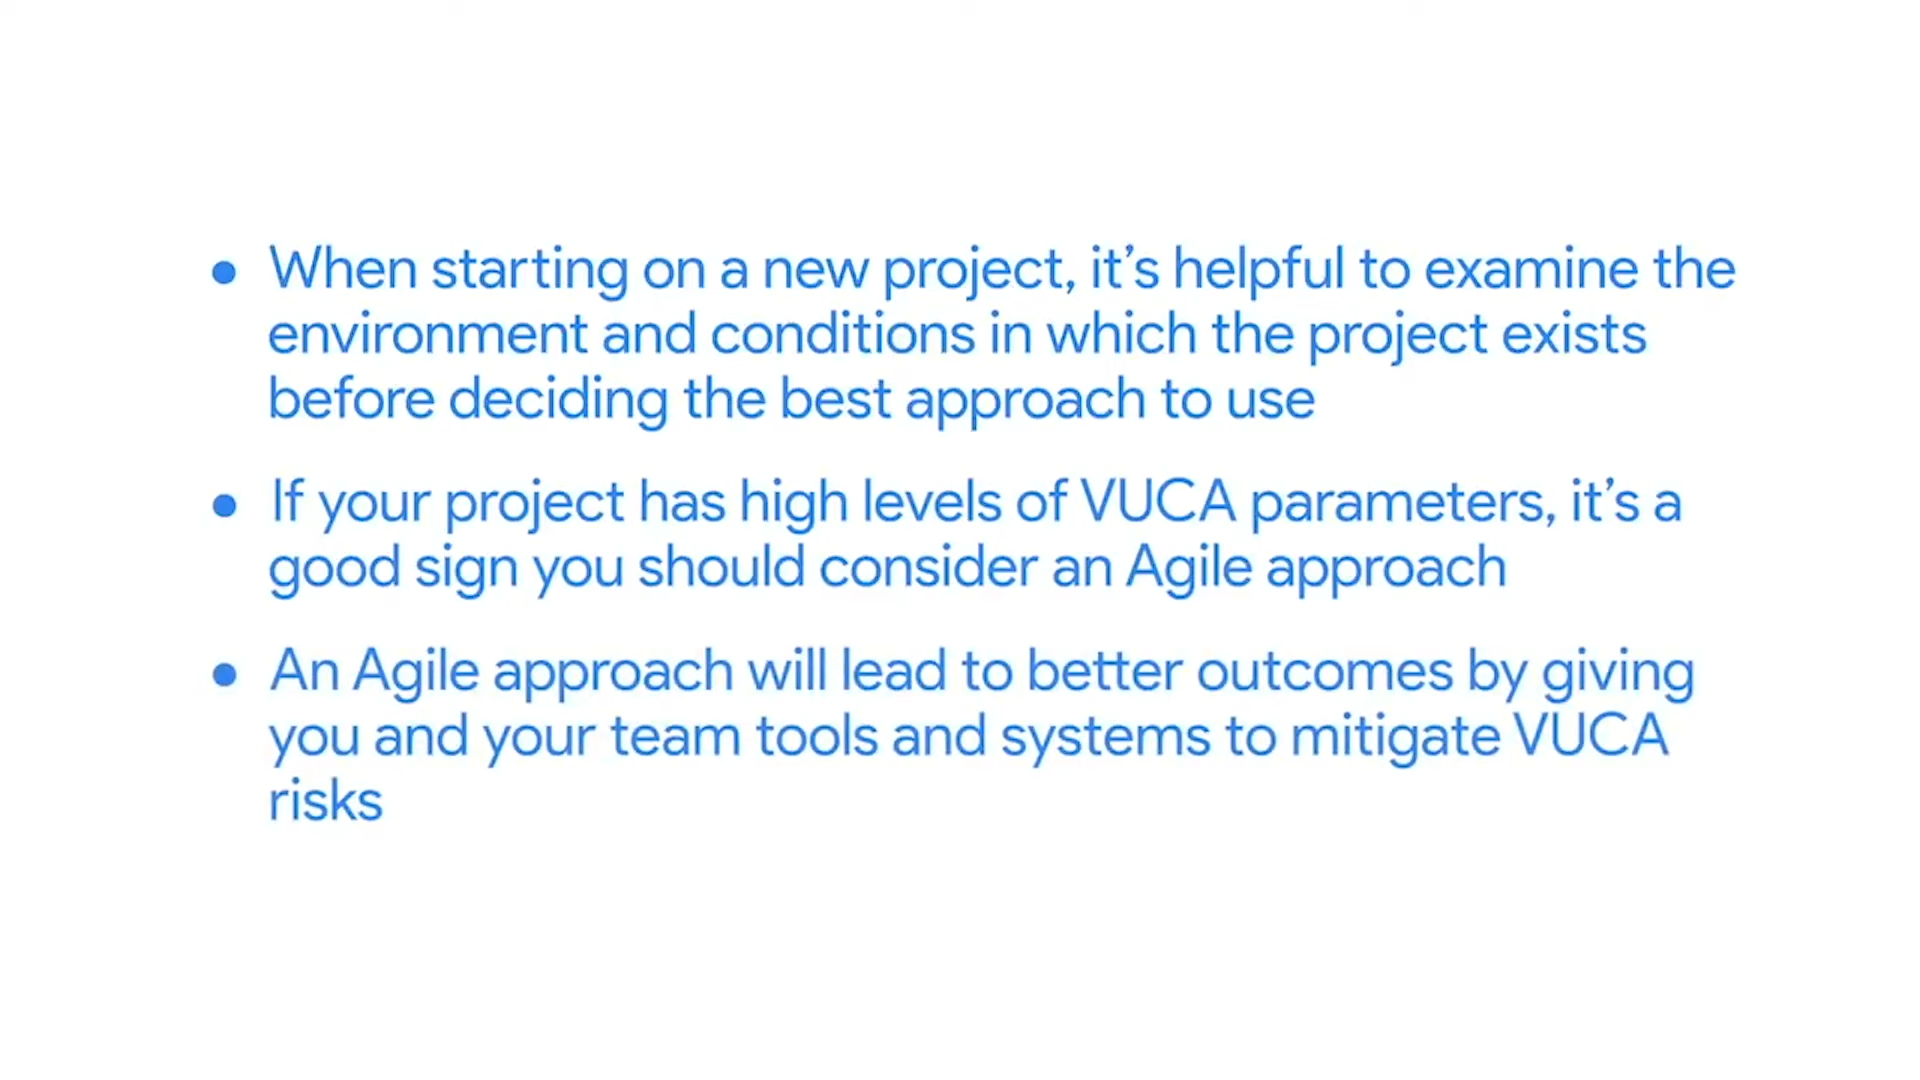 ● When starting on a new project, it’s helpful to examine the
environment and conditions in which the project exists
before deciding the best approach to use
● If your project has high levels of VUCA parameters, it’s a
good sign you should consider an Agile approach
● An Agile approach will lead to better outcomes by giving
you and your team tools and systems to mitigate VUCA
risks